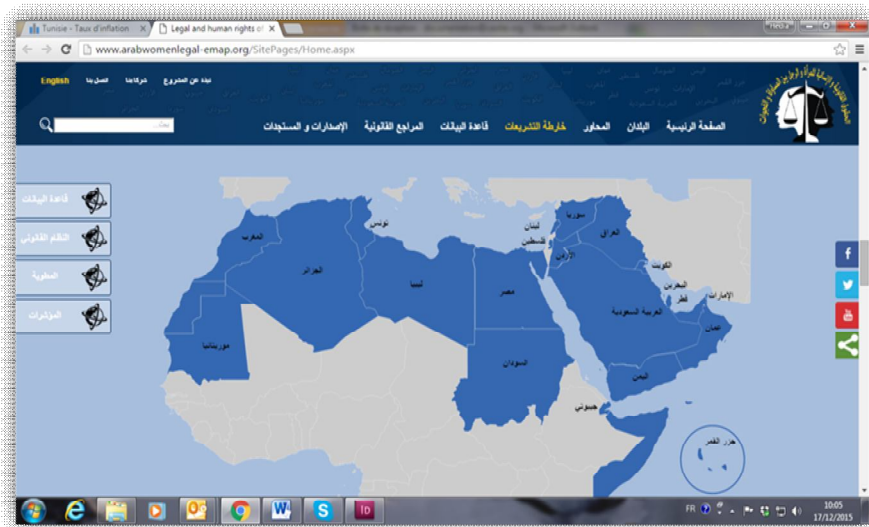 Tunisie - Taux d'inflation
Legal and human rights of
www.arabwomenlegal-emap.org/SitePages/Home.aspx
نبذة عن المشروع شركاؤنا اتصل بنا English
الصفحة الرئيسية البلدان المحاور خارطة التشريعات قاعدة البيانات المراجع القانونية الإصدارات و المستجدات
قاعدة البيانات
النظام القانوني
العضوية
المؤشرات
تونس
المغرب
الجزائر
ليبيا
مصر
موريتانيا
السودان
سوريا
لبنان
فلسطين
العراق
الأردن
الكويت
البحرين
قطر
الإمارات
العربية السعودية
عمان
اليمن
جيبوتي
جزر القمر
FR
10:05
17/12/2015